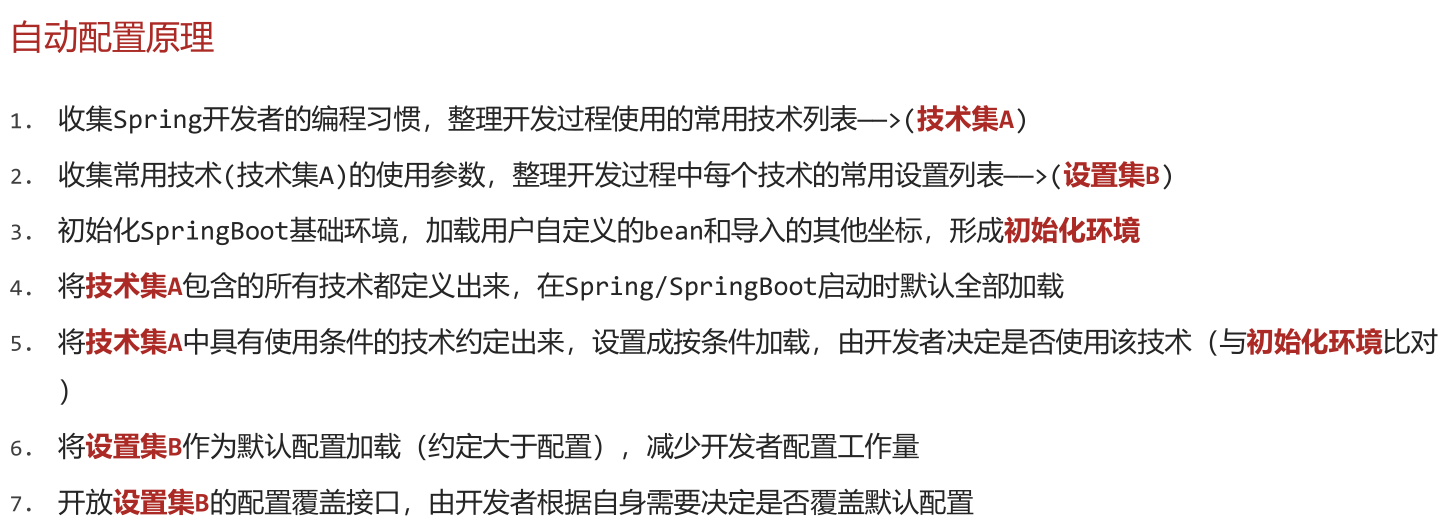 自动配置原理
1. 收集Spring开发者的编程习惯，整理开发过程使用的常用技术列表——>(技术集A)
2. 收集常用技术(技术集A)的使用参数，整理开发过程中每个技术的常用设置列表——>(设置集B)
3. 初始化SpringBoot基础环境，加载用户自定义的bean和导入的其他坐标，形成初始化环境
4. 将技术集A包含的所有技术都定义出来，在Spring/SpringBoot启动时默认全部加载
5. 将技术集A中具有使用条件的技术约定出来，设置成按条件加载，由开发者决定是否使用该技术（与初始化环境比对
）
6. 将设置集B作为默认配置加载（约定大于配置），减少开发者配置工作量
7. 开放设置集B的配置覆盖接口，由开发者根据自身需要决定是否覆盖默认配置